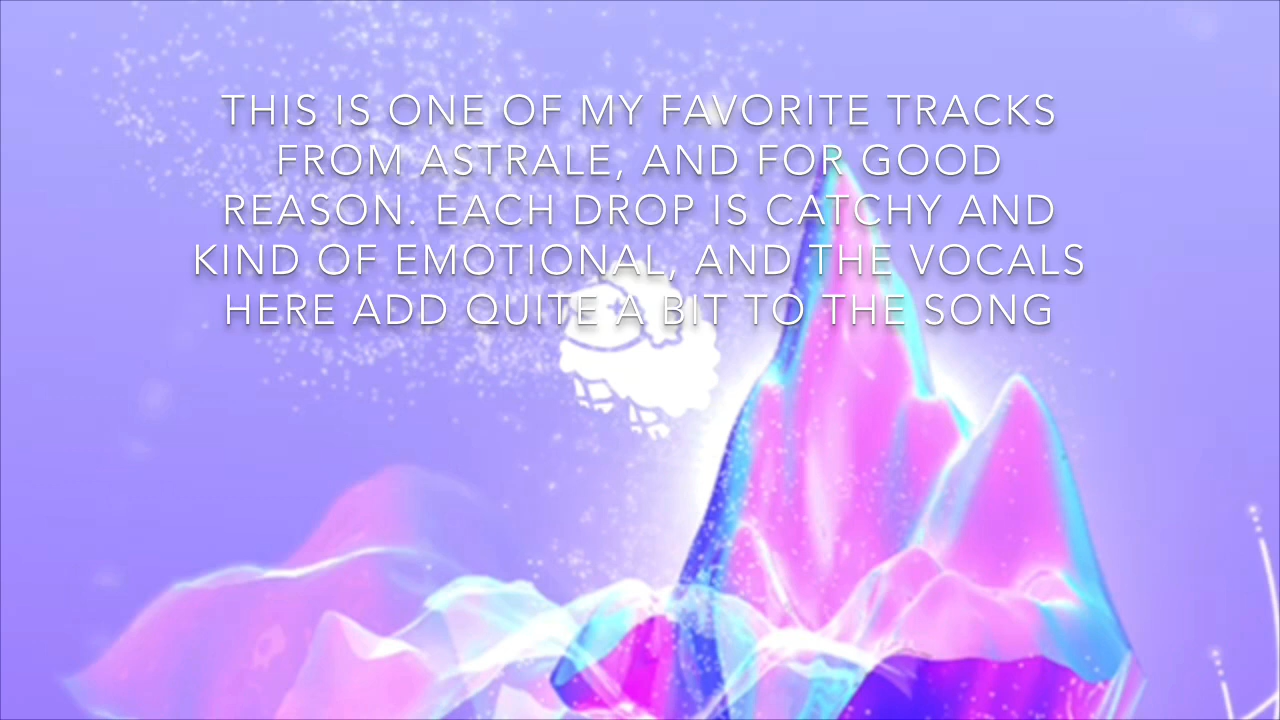 THIS IS ONE OF MY FAVORITE TRACKS
FROM ASTRALE, AND FOR GOOD
REASON. EACH DROP IS CATCHY AND
KIND OF EMOTIONAL, AND THE VOCALS
HERE ADD QUITE A BIT TO THE SONG